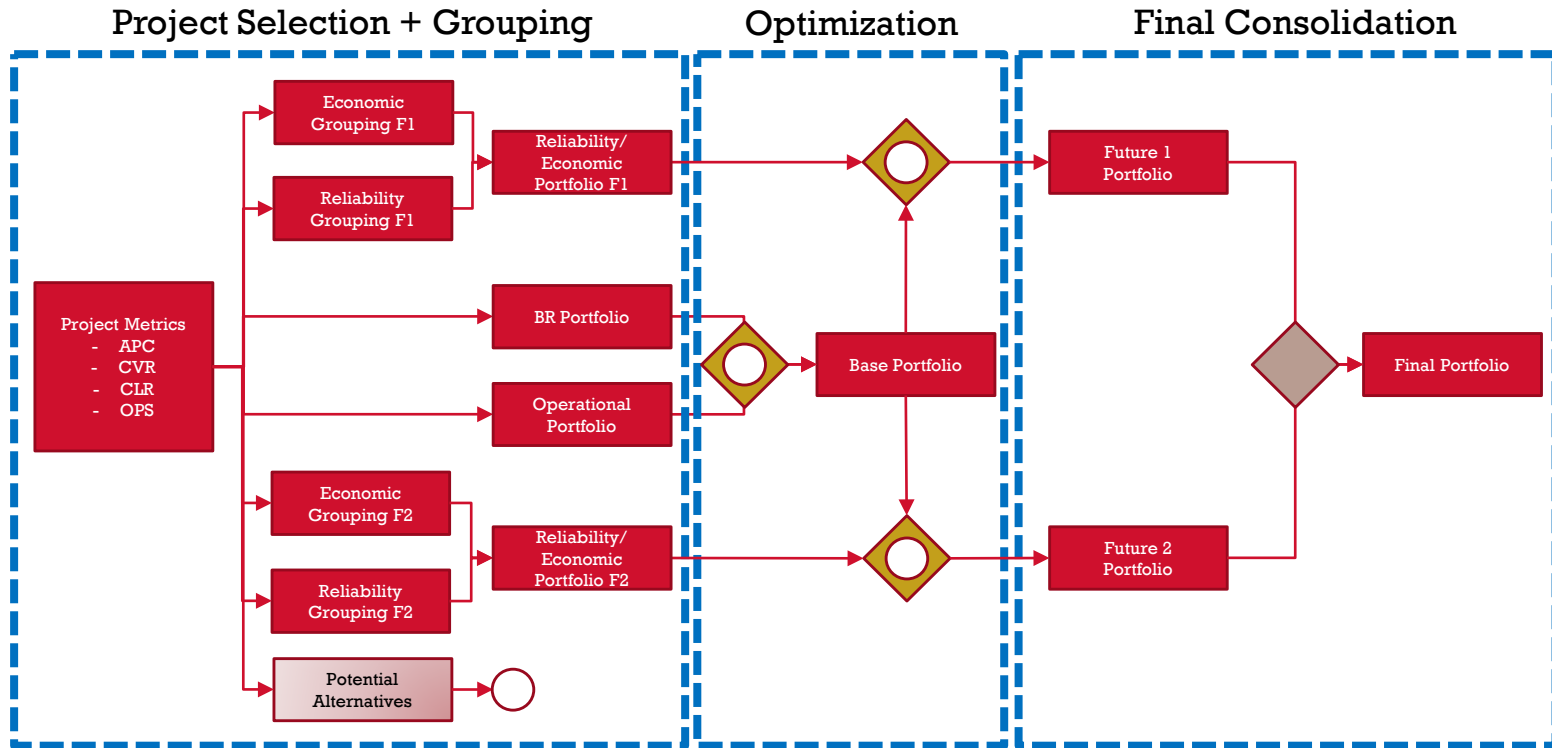 Project Selection + Grouping
Optimization
Final Consolidation
Economic
Grouping F1
Reliability
Grouping F1
Reliability/
Economic
Portfolio F1
Future 1
Portfolio
Project Metrics
- APC
- CVR
- CLR
- OPS
BR Portfolio
Operational
Portfolio
Base Portfolio
Final Portfolio
Economic
Grouping F2
Reliability
Grouping F2
Reliability/
Economic
Portfolio F2
Future 2
Portfolio
Potential
Alternatives